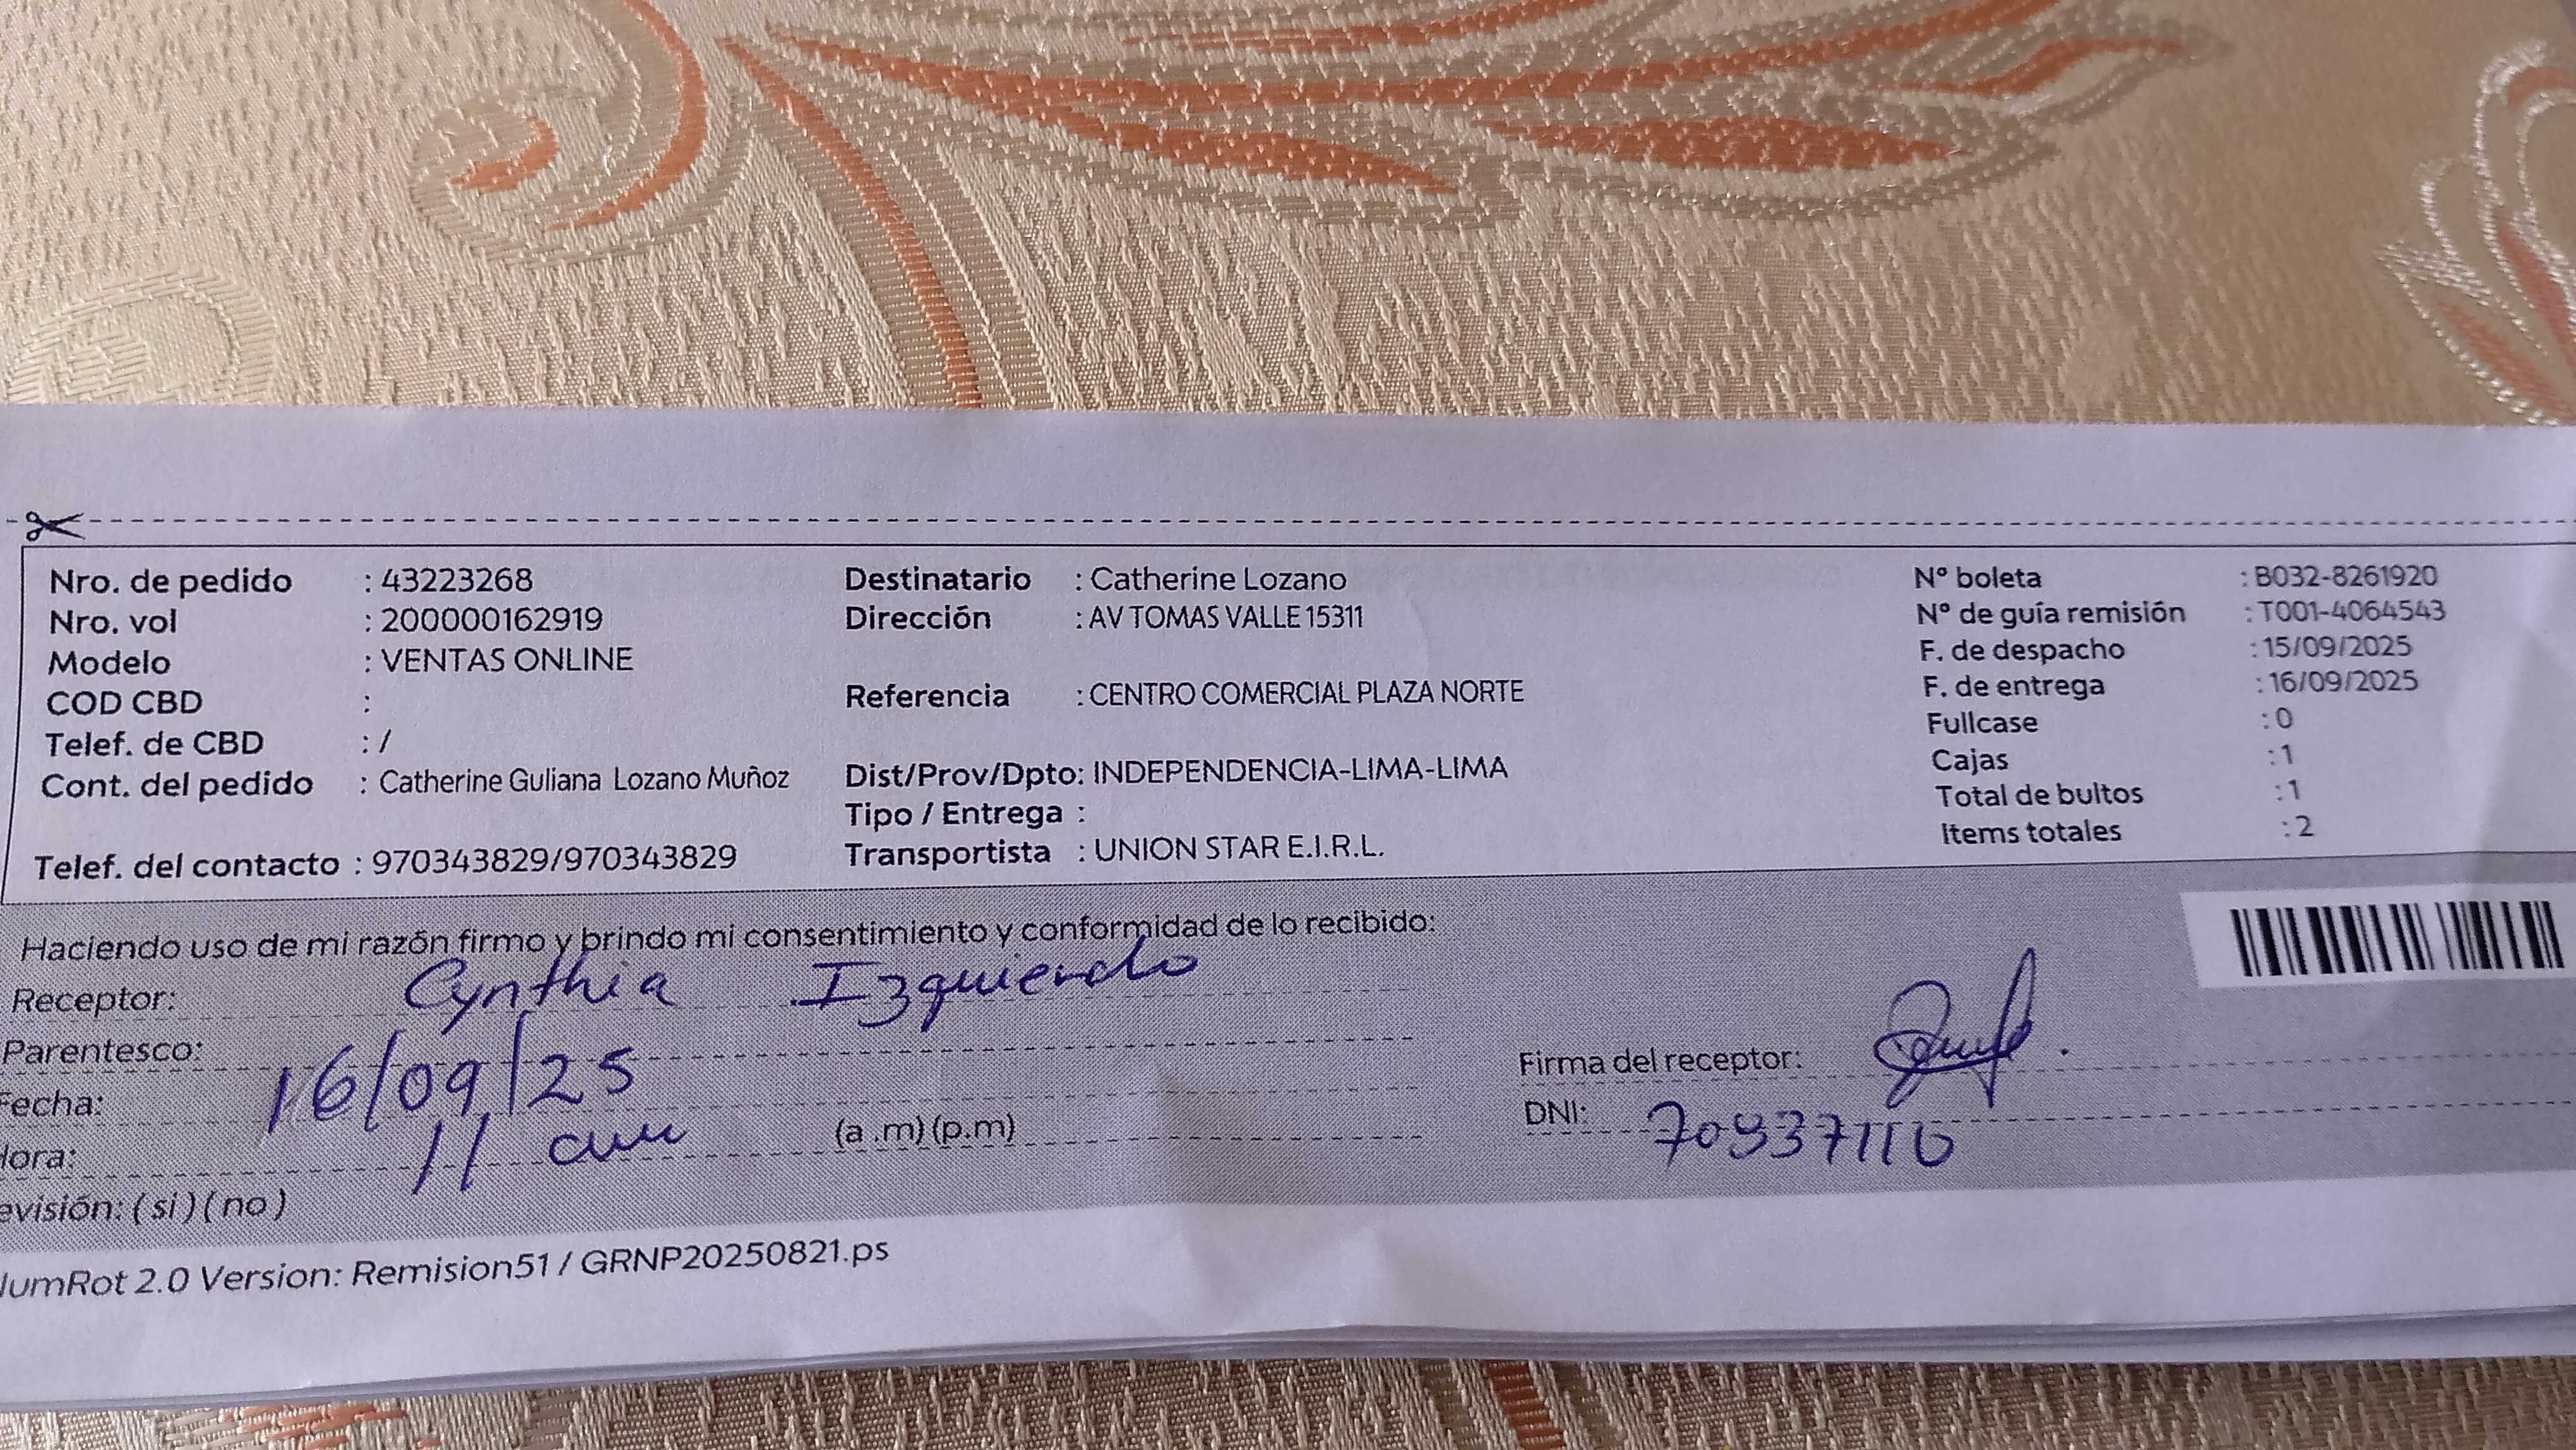 Nro. de pedido : 43223268
Nro. vol : 200000162919
Modelo : VENTAS ONLINE
COD CBD :
Telef. de CBD : /
Cont. del pedido : Catherine Guliana Lozano Muñoz
Telef. del contacto : 970343829/970343829
Destinatario : Catherine Lozano
Dirección : AV TOMAS VALLE 15311
Referencia : CENTRO COMERCIAL PLAZA NORTE
Dist/Prov/Dpto: INDEPENDENCIA-LIMA-LIMA
Tipo / Entrega :
Transportista : UNION STAR E.I.R.L.
N° boleta : B032-8261920
N° de guía remisión : T001-4064543
F. de despacho : 15/09/2025
F. de entrega : 16/09/2025
Fullcase : 0
Cajas : 1
Total de bultos : 1
Items totales : 2
Haciendo uso de mi razón firmo y brindo mi consentimiento y conformidad de lo recibido:
Receptor: Cynthia Izquierdo
Parentesco:
Fecha: 16/09/25
Hora: 11 am (a .m) (p.m)
evisión: ( si ) ( no )
Firma del receptor:
DNI:
NumRot 2.0 Version: Remision51 / GRNP20250821.ps